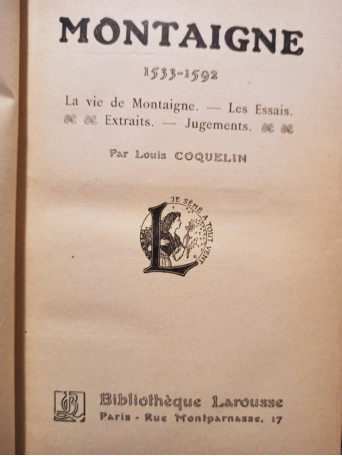 MONTAIGNE
1533-1592
La vie de Montaigne. — Les Essais.
Extraits. — Jugements.
Par Louis COQUELIN
JE SÈME A TOUT VENT
L
Bibliothèque Larousse
Paris - Rue Montparnasse, 17